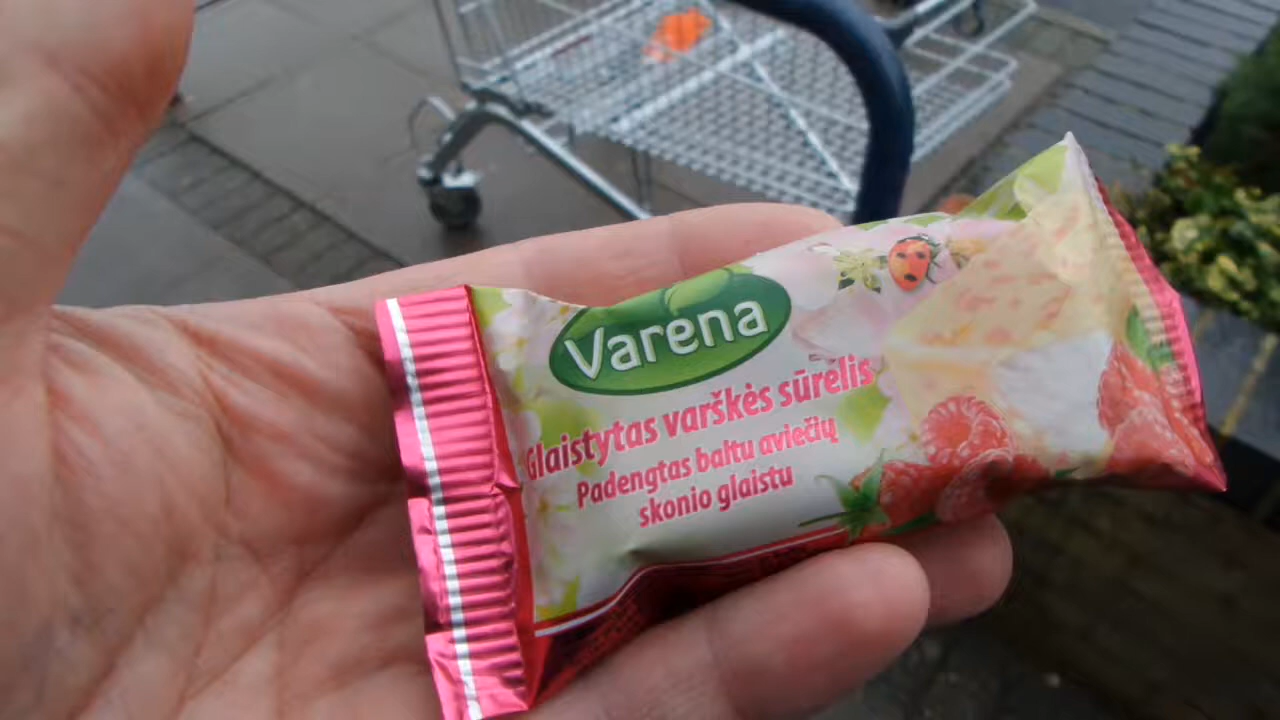 Varena
Glaistytas varškės sūrelis
Padengtas baltu aviečių
skonio glaistu